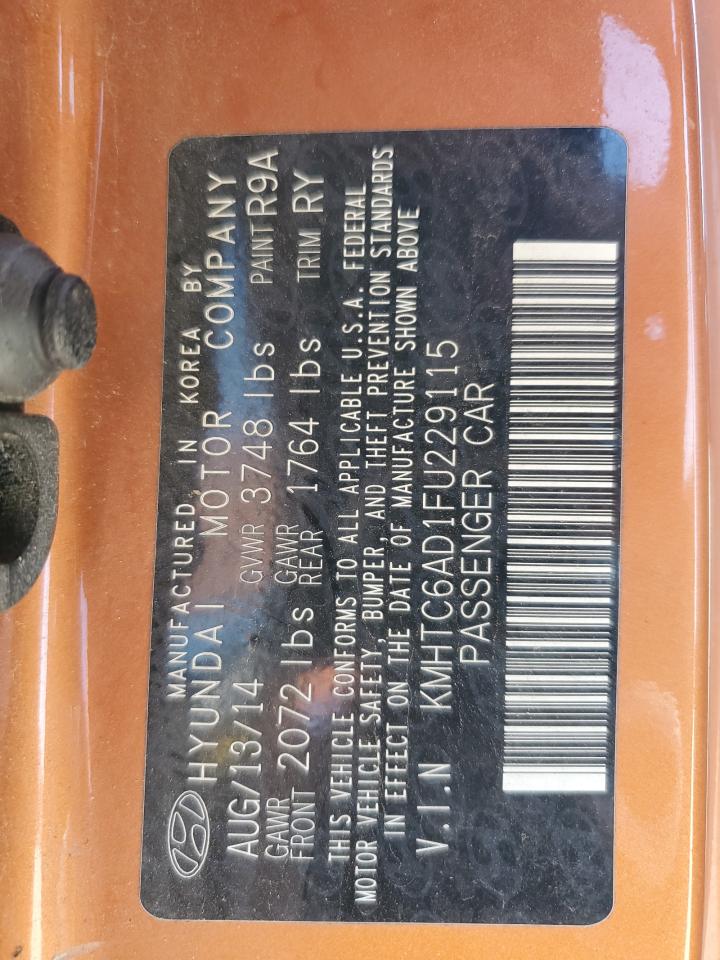 MANUFACTURED IN KOREA BY
HYUNDAI MOTOR COMPANY
AUG/13/14 GVWR 3748 lbs PAINT R9A
GAWR FRONT 2072 lbs GAWR REAR 1764 lbs TRIM RY
THIS VEHICLE CONFORMS TO ALL APPLICABLE U.S.A. FEDERAL
MOTOR VEHICLE SAFETY, BUMPER, AND THEFT PREVENTION STANDARDS
IN EFFECT ON THE DATE OF MANUFACTURE SHOWN ABOVE
V.I.N KMHTC6AD1FU229115
PASSENGER CAR